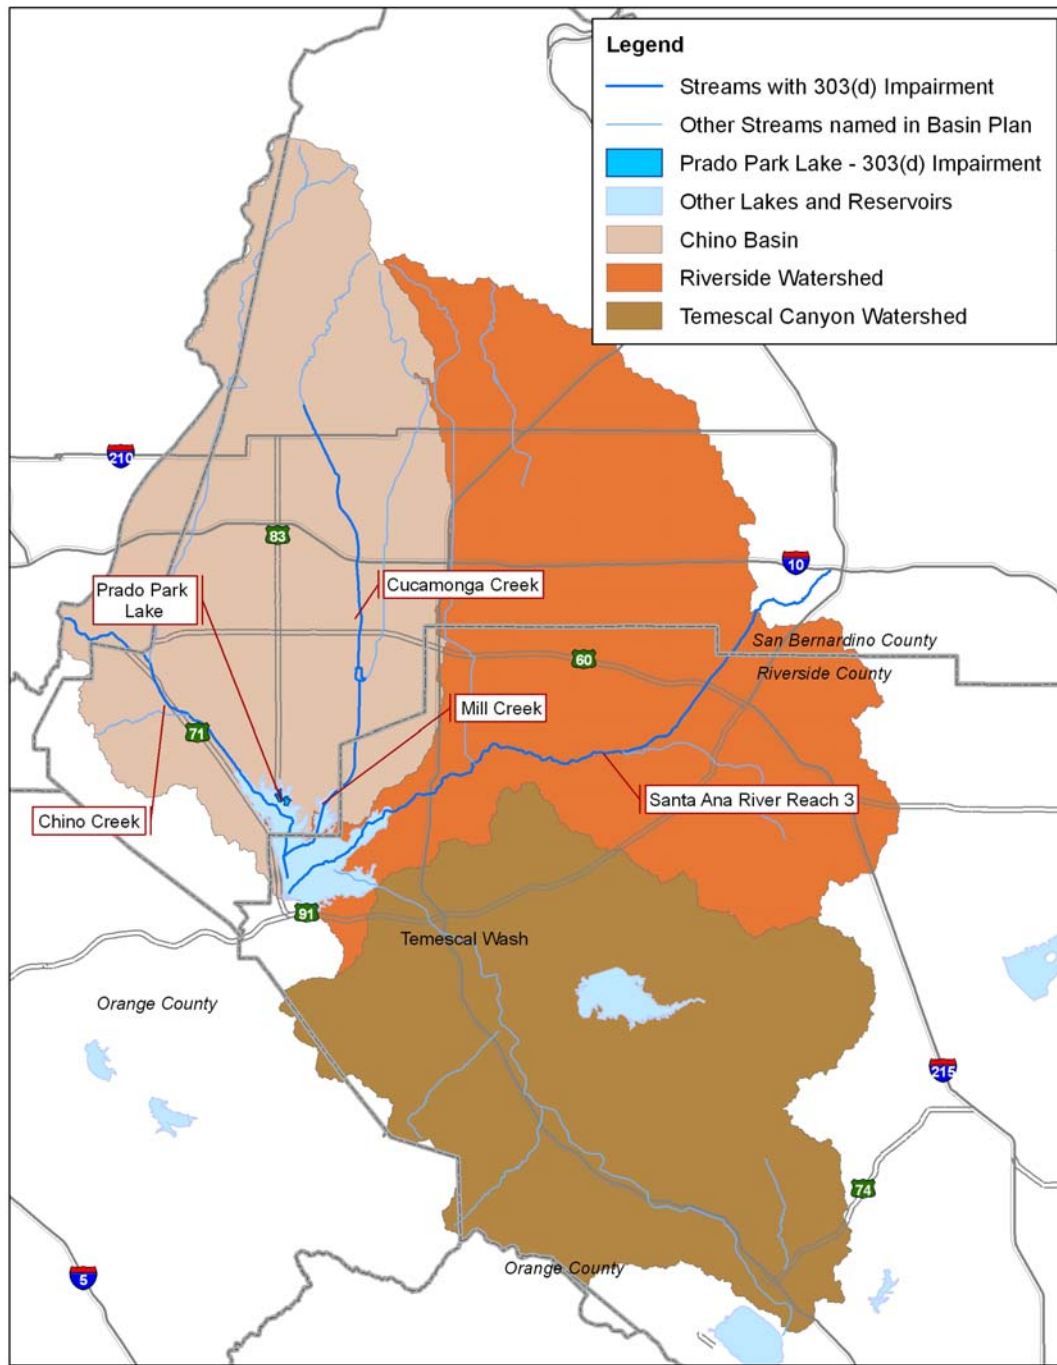 Legend
Streams with 303(d) Impairment
Other Streams named in Basin Plan
Prado Park Lake - 303(d) Impairment
Other Lakes and Reservoirs
Chino Basin
Riverside Watershed
Temescal Canyon Watershed
210
83
10
Prado Park
Lake
Cucamonga Creek
San Bernardino County
60
Riverside County
Mill Creek
71
Santa Ana River Reach 3
Chino Creek
91
Temescal Wash
Orange County
215
74
Orange County
5